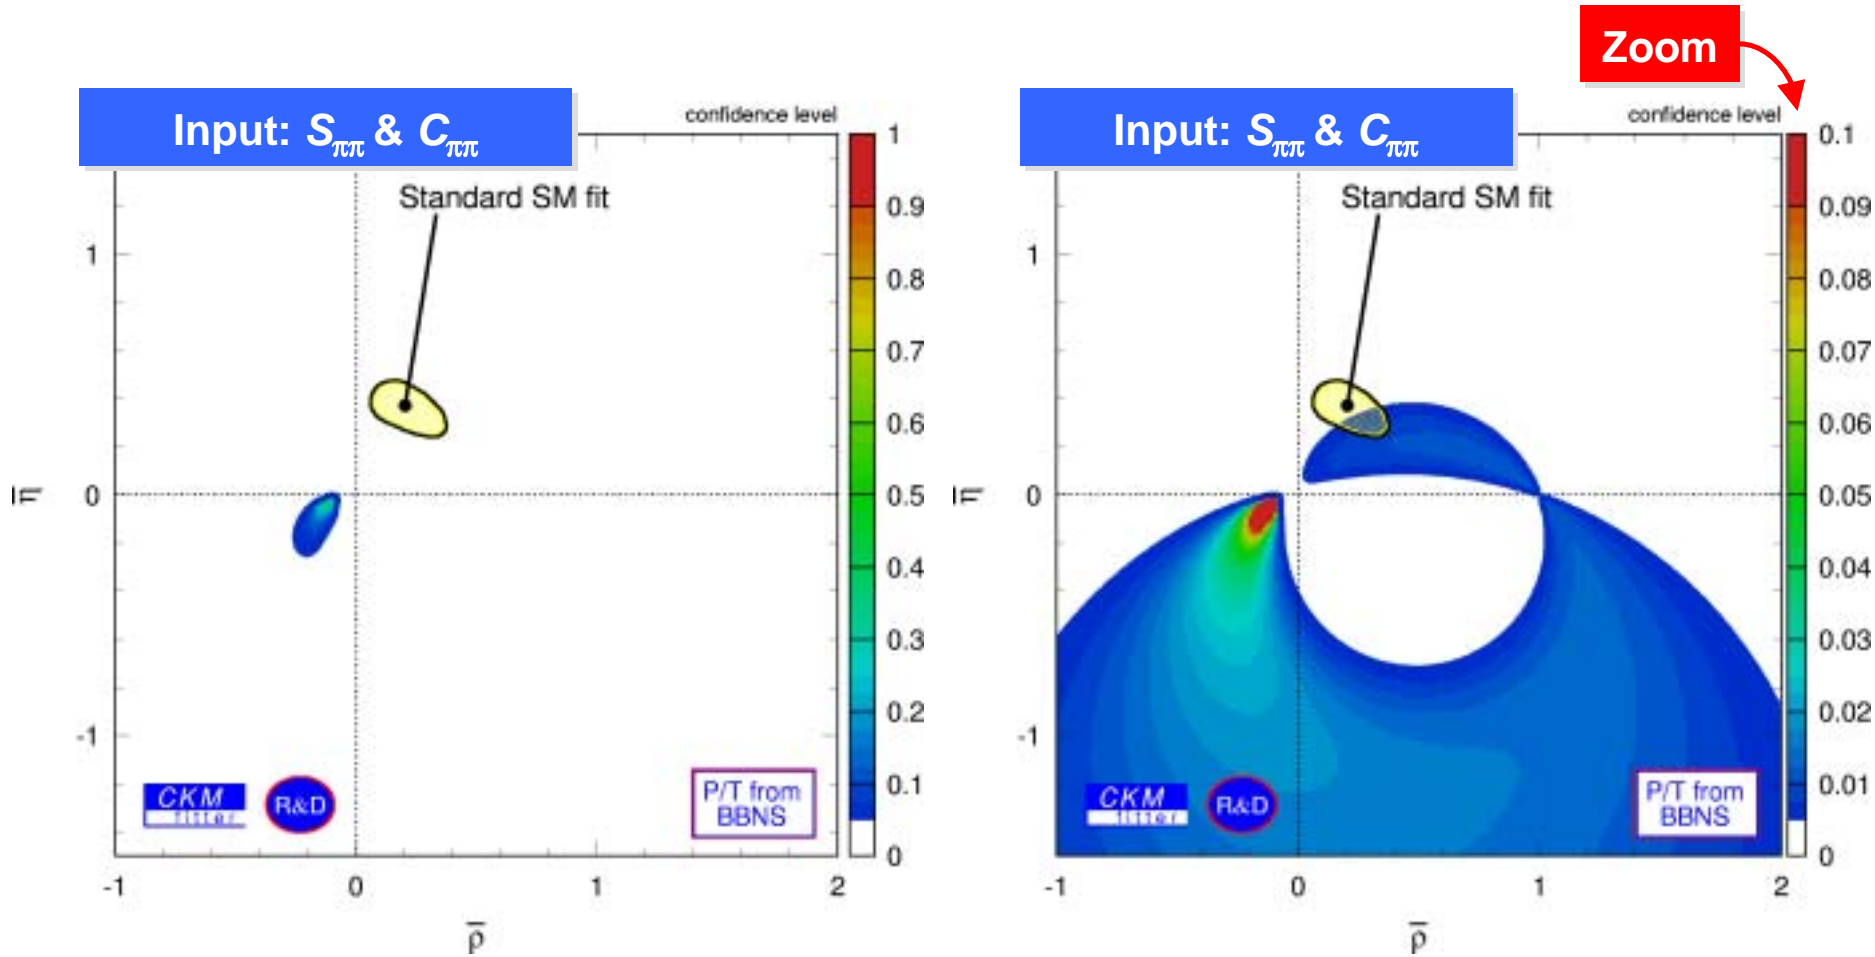 Zoom
Input: Sππ & Cππ
confidence level
Standard SM fit
1
0
-1
η
-1
0
1
2
ρ
1
0.9
0.8
0.7
0.6
0.5
0.4
0.3
0.2
0.1
0
CKM
fitter
R&D
P/T from
BBNS
Input: Sππ & Cππ
confidence level
Standard SM fit
1
0
-1
η
-1
0
1
2
ρ
0.1
0.09
0.08
0.07
0.06
0.05
0.04
0.03
0.02
0.01
0
CKM
fitter
R&D
P/T from
BBNS